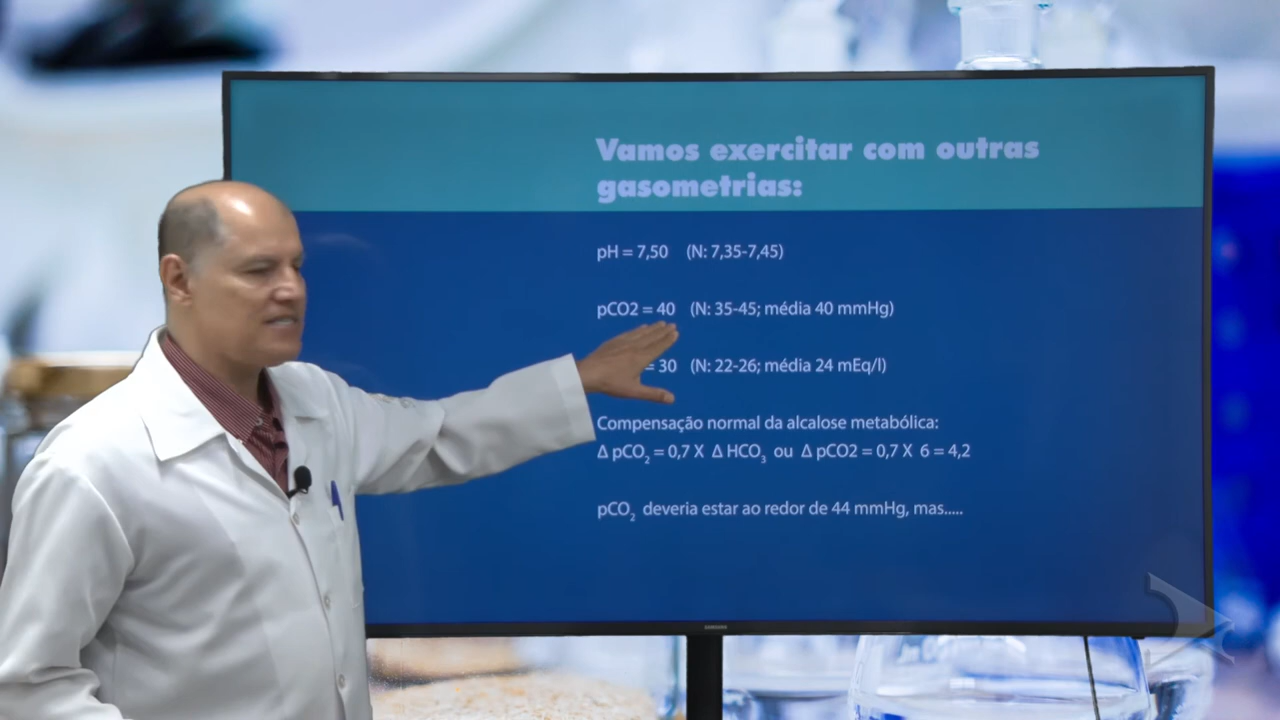 Vamos exercitar com outras
gasometrias:
pH = 7,50 (N: 7,35-7,45)
pCO2 = 40 (N: 35-45; média 40 mmHg)
= 30 (N: 22-26; média 24 mEq/l)
Compensação normal da alcalose metabólica:
Δ pCO₂ = 0,7 X Δ HCO₃ ou Δ pCO2 = 0,7 X 6 = 4,2
pCO₂ deveria estar ao redor de 44 mmHg, mas.....
SAMSUNG